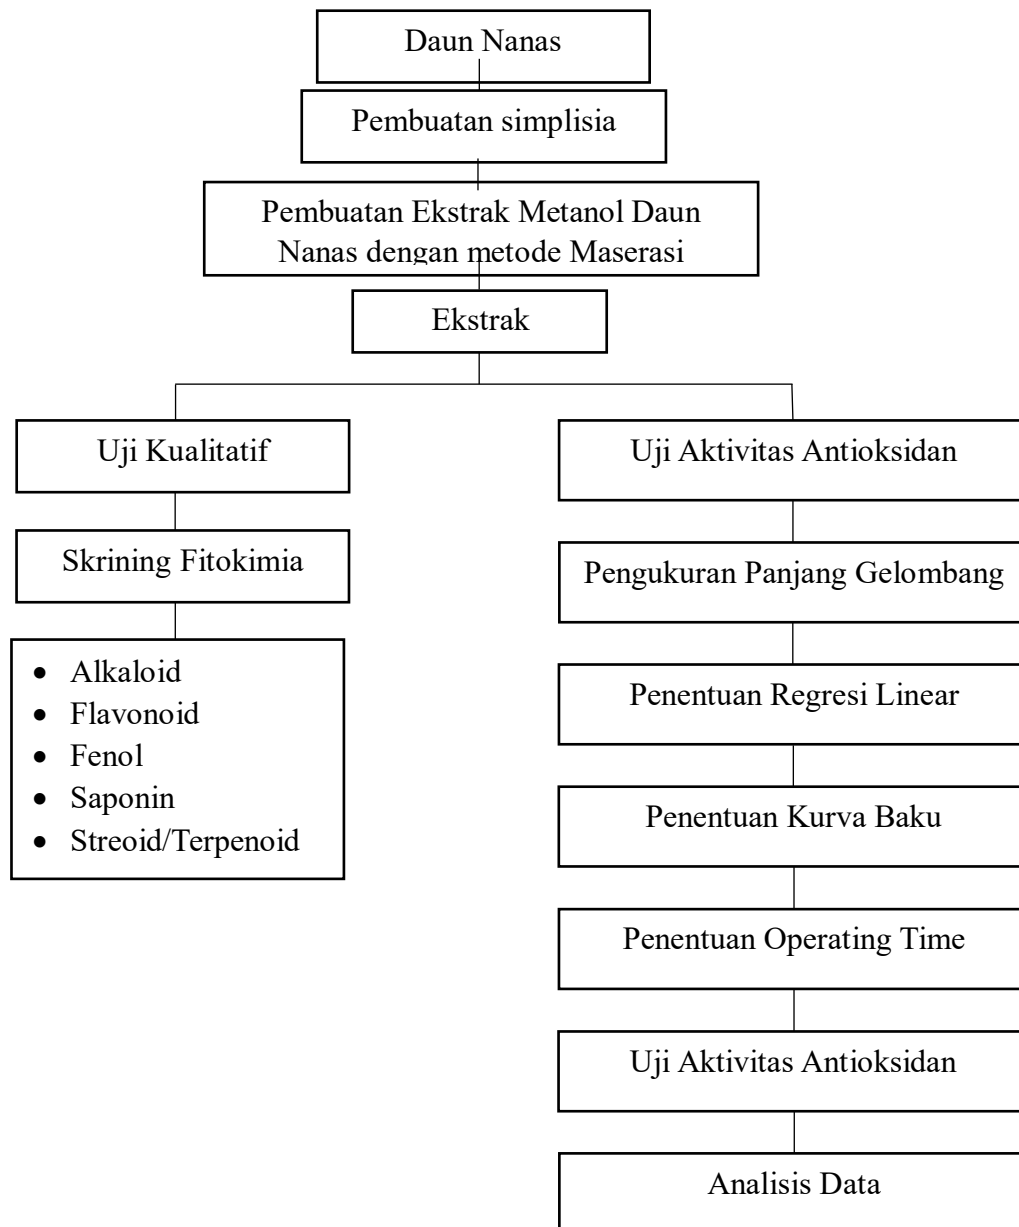 Daun Nanas
Pembuatan simplisia
Pembuatan Ekstrak Metanol Daun
Nanas dengan metode Maserasi
Ekstrak
Uji Kualitatif
Skrining Fitokimia
• Alkaloid
• Flavonoid
• Fenol
• Saponin
• Streoid/Terpenoid
Uji Aktivitas Antioksidan
Pengukuran Panjang Gelombang
Penentuan Regresi Linear
Penentuan Kurva Baku
Penentuan Operating Time
Uji Aktivitas Antioksidan
Analisis Data